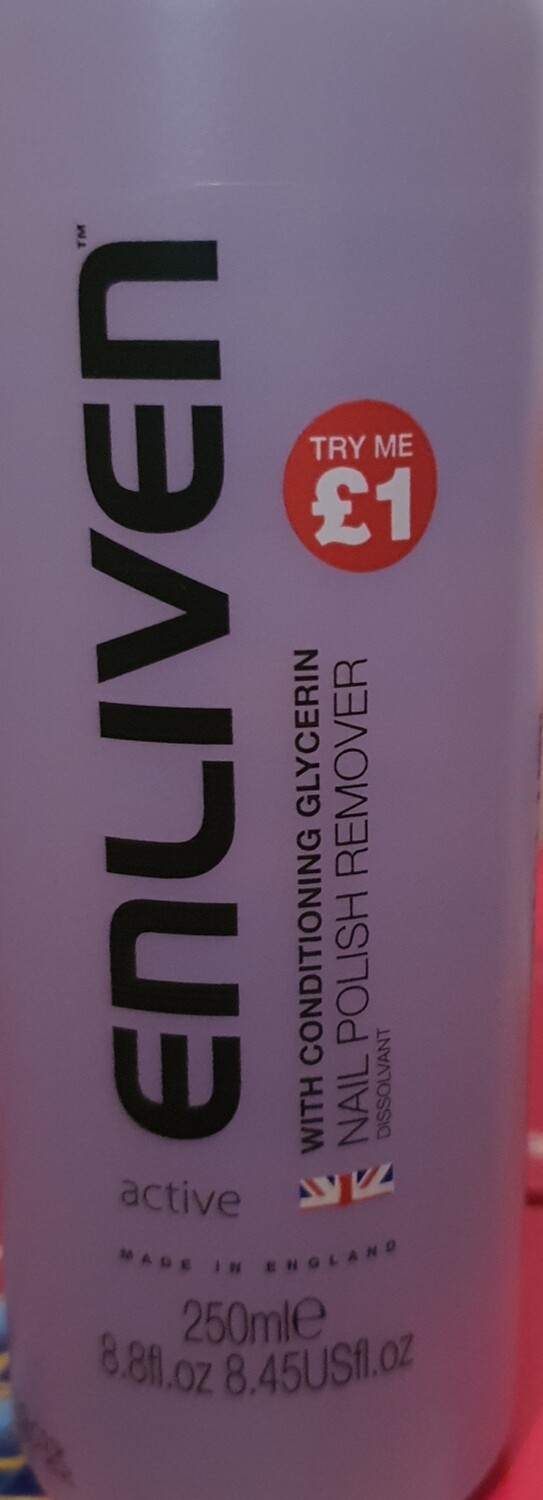 ENLIVEN™
TRY ME
£1
WITH CONDITIONING GLYCERIN
NAIL POLISH REMOVER
DISSOLVANT
active
MADE IN ENGLAND
250ml℮
8.8fl.oz 8.45USfl.oz